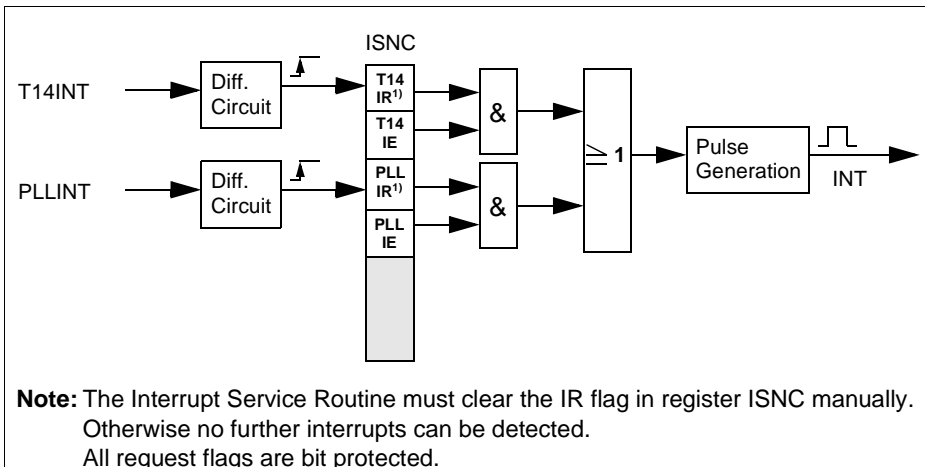 ISNC
T14INT
Diff.
Circuit
T14
IR1)
T14
IE
&
≥ 1
Pulse
Generation
INT
PLLINT
Diff.
Circuit
PLL
IR1)
PLL
IE
&
Note: The Interrupt Service Routine must clear the IR flag in register ISNC manually.
Otherwise no further interrupts can be detected.
All request flags are bit protected.